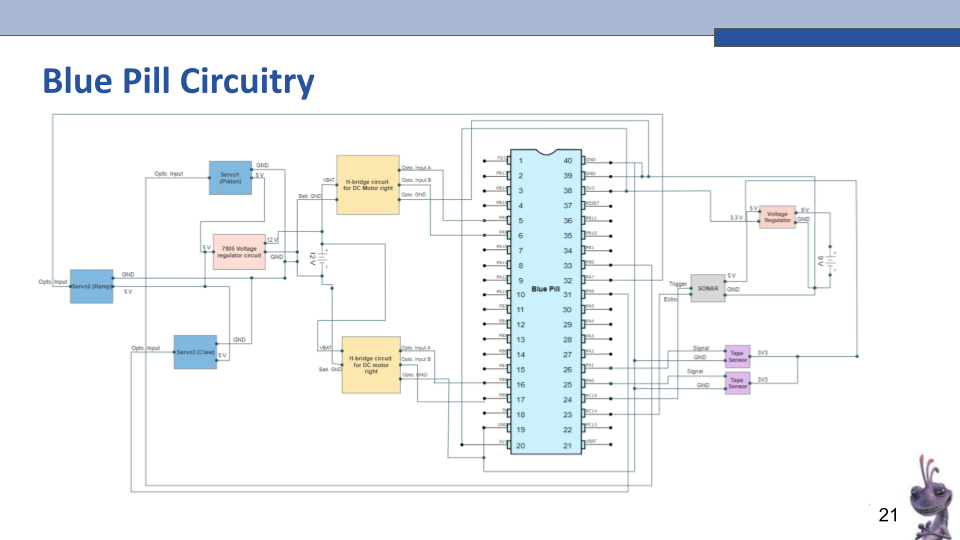 Blue Pill Circuitry
Opto. Input
Servo1
(Piston)
GND
5 V
VBAT
Batt. GND
H-bridge circuit
for DC Motor right
Opto. Input A
Opto. Input B
Opto. GND
5 V
7805 Voltage
regulator circuit
12 V
GND
12 V
Opto. Input
Servo2 (Ramp)
GND
5 V
Opto. Input
Servo3 (Claw)
GND
5 V
VBAT
Batt. GND
H-bridge circuit
for DC motor
right
Opto. Input A
Opto. Input B
Opto. GND
Blue Pill
1
2
3
4
5
6
7
8
9
10
11
12
13
14
15
16
17
18
19
20
40
39
38
37
36
35
34
33
32
31
30
29
28
27
26
25
24
23
22
21
GND
GND
3V3
RESET
PB11
PB10
PB1
PB0
PA7
PA6
PA5
PA4
PA3
PA2
PA1
PA0
PC15
PC14
PC13
VBAT
5 V
3.3 V
Voltage
Regulator
9 V
GND
9 V
Trigger
Echo
SONAR
5 V
GND
Signal
GND
Tape
Sensor
3V3
Signal
GND
Tape
Sensor
3V3
21